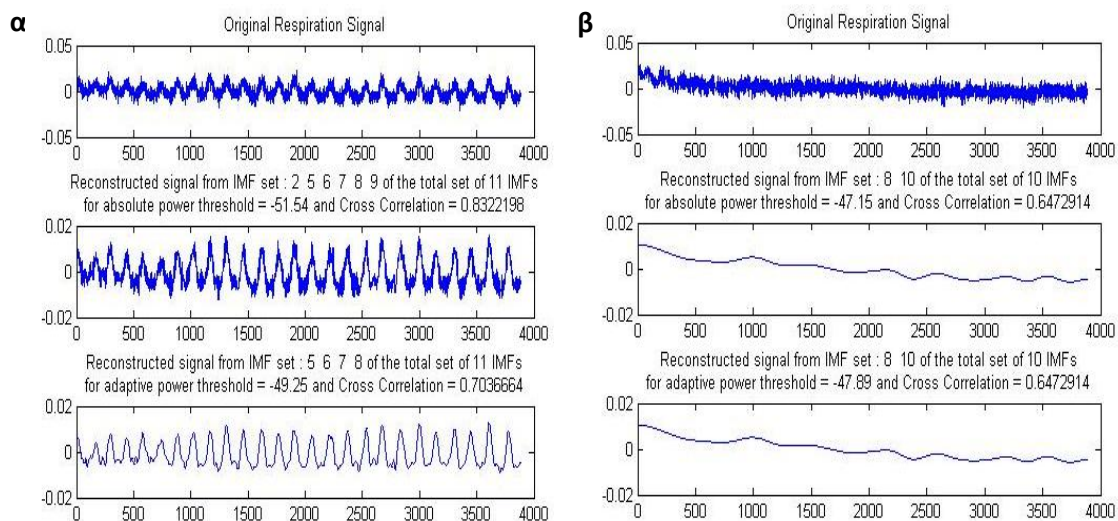 α
Original Respiration Signal
0.05
0
-0.05
0 500 1000 1500 2000 2500 3000 3500 4000
Reconstructed signal from IMF set : 2 5 6 7 8 9 of the total set of 11 IMFs
for absolute power threshold = -51.54 and Cross Correlation = 0.8322198
0.02
0
-0.02
0 500 1000 1500 2000 2500 3000 3500 4000
Reconstructed signal from IMF set : 5 6 7 8 of the total set of 11 IMFs
for adaptive power threshold = -49.25 and Cross Correlation = 0.7036664
0.02
0
-0.02
0 500 1000 1500 2000 2500 3000 3500 4000
β
Original Respiration Signal
0.05
0
-0.05
0 500 1000 1500 2000 2500 3000 3500 4000
Reconstructed signal from IMF set : 8 10 of the total set of 10 IMFs
for absolute power threshold = -47.15 and Cross Correlation = 0.6472914
0.02
0
-0.02
0 500 1000 1500 2000 2500 3000 3500 4000
Reconstructed signal from IMF set : 8 10 of the total set of 10 IMFs
for adaptive power threshold = -47.89 and Cross Correlation = 0.6472914
0.02
0
-0.02
0 500 1000 1500 2000 2500 3000 3500 4000